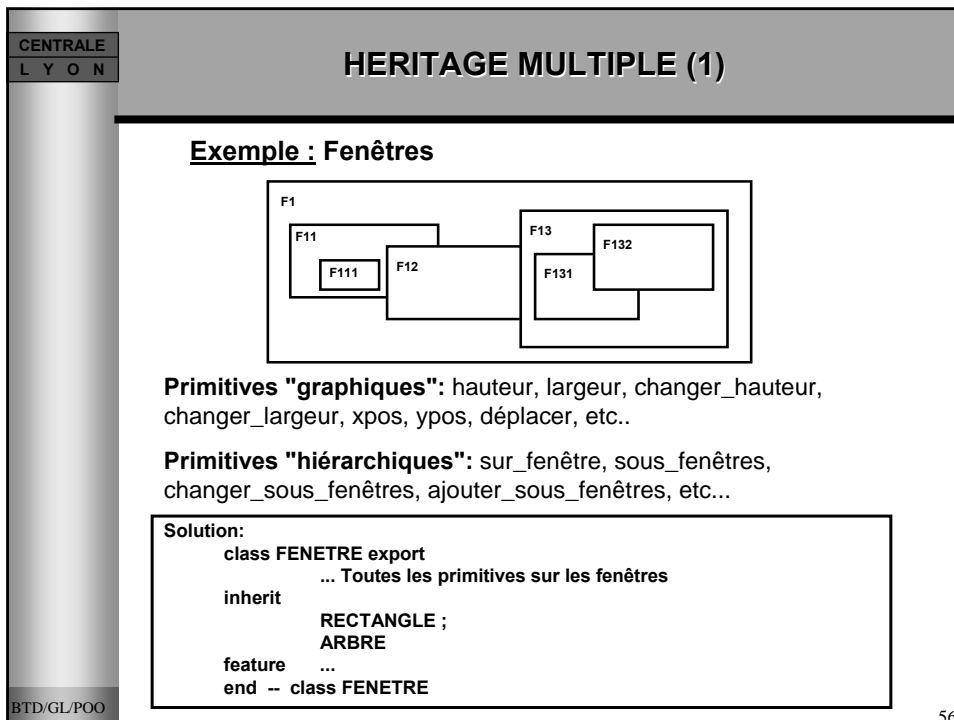 CENTRALE
L Y O N
HERITAGE MULTIPLE (1)
Exemple : Fenêtres
F1
F11
F111
F12
F13
F131
F132
Primitives "graphiques": hauteur, largeur, changer_hauteur,
changer_largeur, xpos, ypos, déplacer, etc..
Primitives "hiérarchiques": sur_fenêtre, sous_fenêtres,
changer_sous_fenêtres, ajouter_sous_fenêtres, etc...
Solution:
class FENETRE export
... Toutes les primitives sur les fenêtres
inherit
RECTANGLE ;
ARBRE
feature ...
end -- class FENETRE
BTD/GL/POO
56